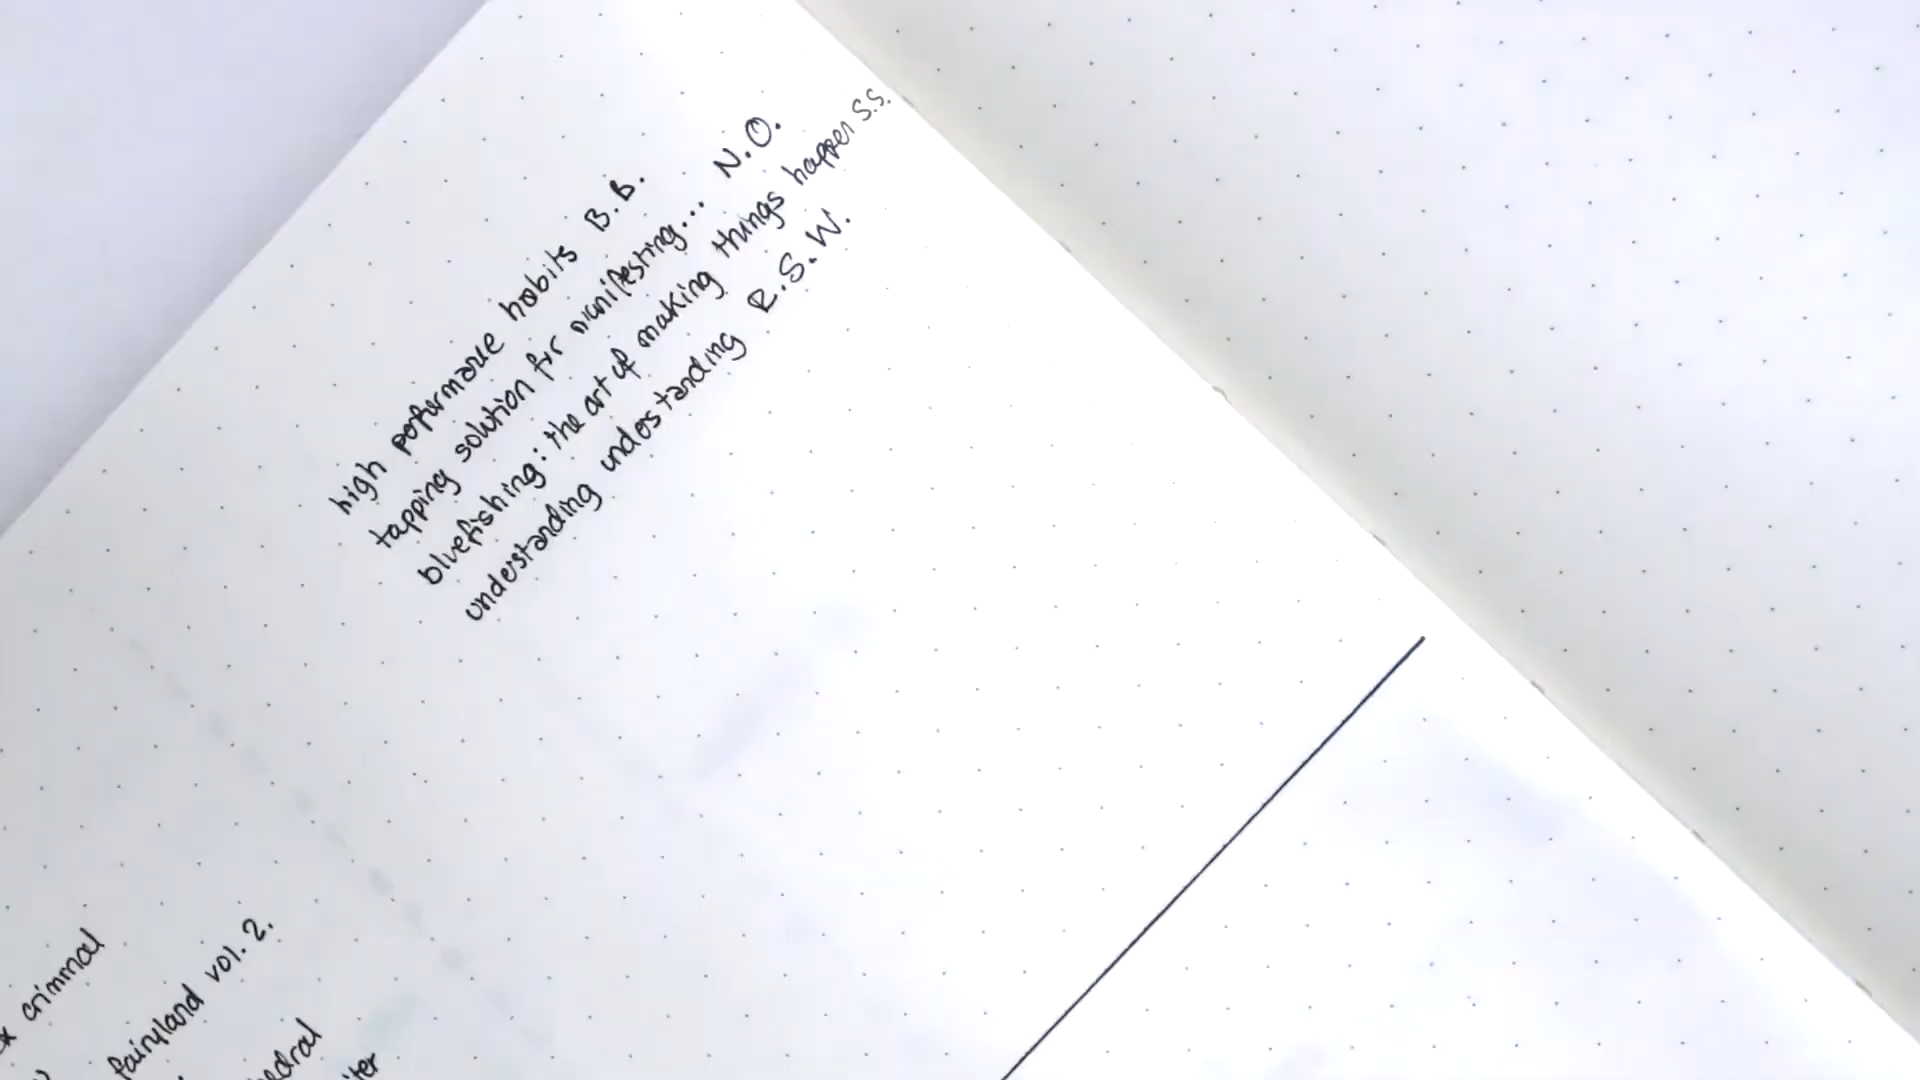 high peformance habits B.B.
tapping solution for manifesting... N.O.
bluefishing: the art of making things happen S.S.
understanding understanding R.S.W.
criminal
fairyland vol. 2.